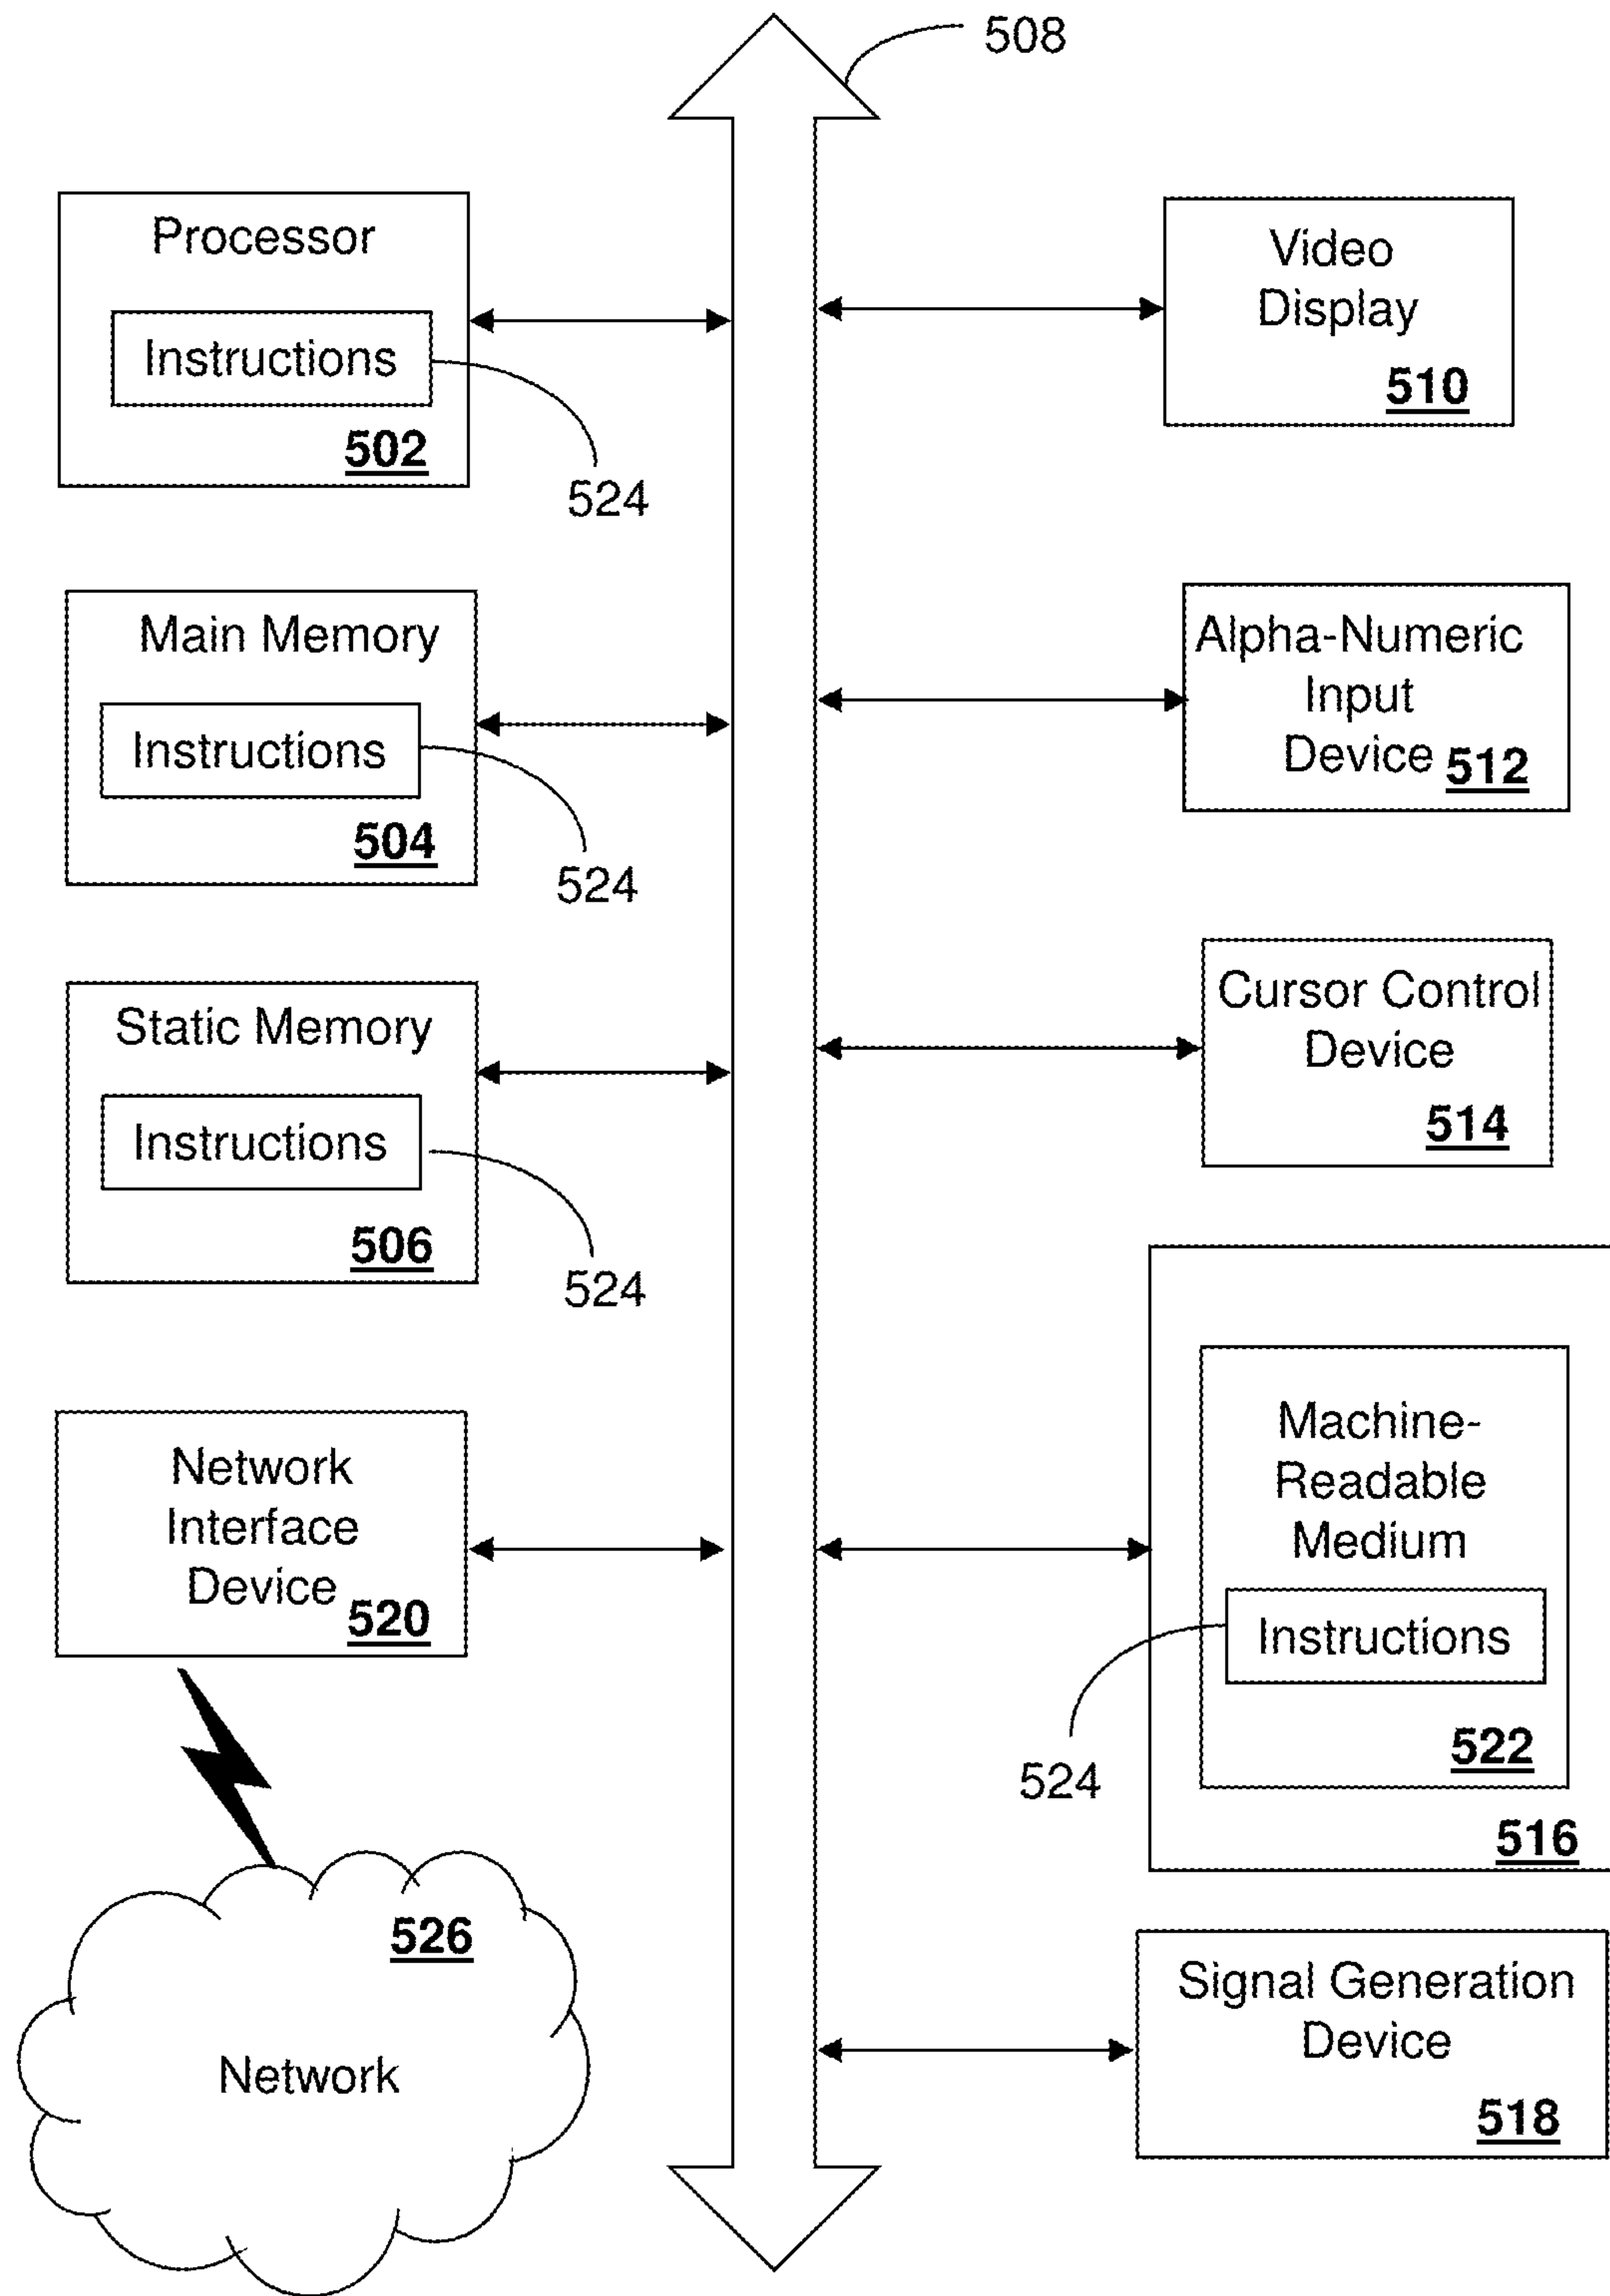 508
Processor
Instructions
502
524
Main Memory
Instructions
504
524
Static Memory
Instructions
506
524
Network
Interface
Device
520
526
Network
Video
Display
510
Alpha-Numeric
Input
Device 512
Cursor Control
Device
514
Machine-
Readable
Medium
Instructions
522
524
516
Signal Generation
Device
518